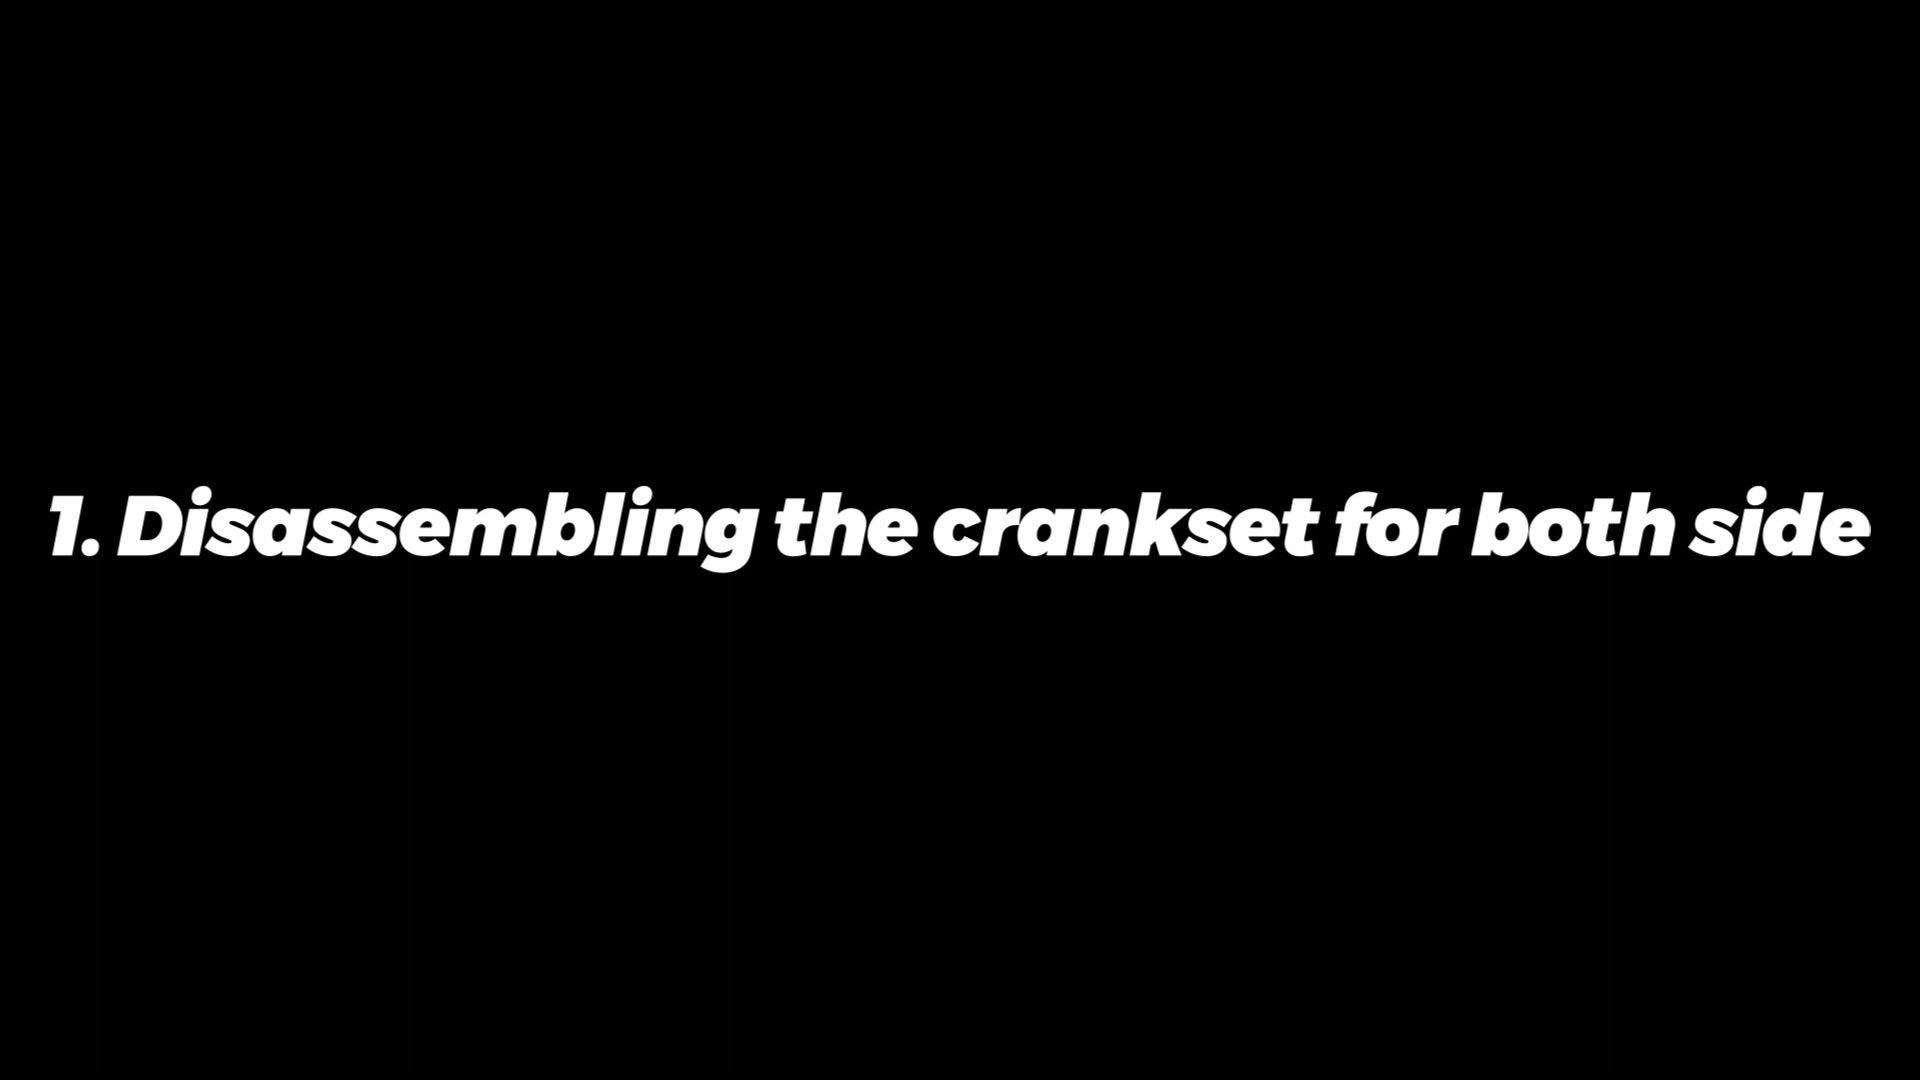 1. Disassembling the crankset for both side